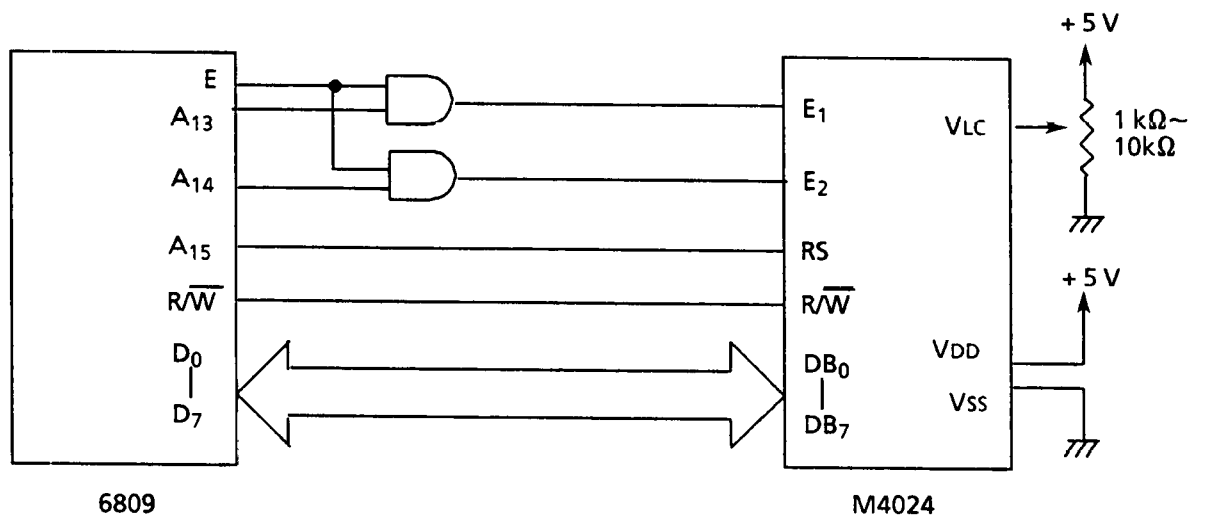 E
A13
A14
A15
R/W̅
D0
D7
6809
E1
E2
RS
R/W̅
DB0
DB7
VLC
VDD
VSS
M4024
+ 5 V
1 kΩ~
10kΩ
+ 5 V